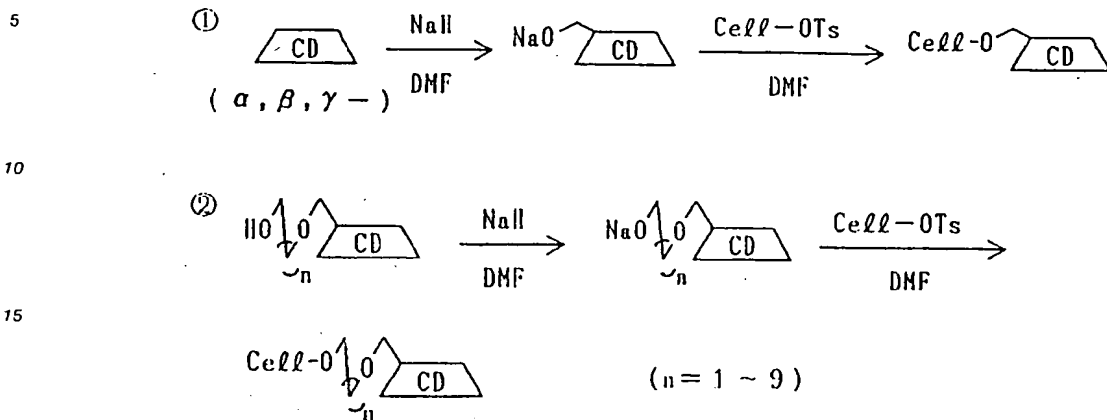 5
① CD NaH DMF NaO CD Cell-OTs DMF Cell-O CD
( α , β , γ - )
10
② HO O n CD NaH DMF NaO O n CD Cell-OTs DMF
15
Cell-O O n CD (n = 1 ~ 9)